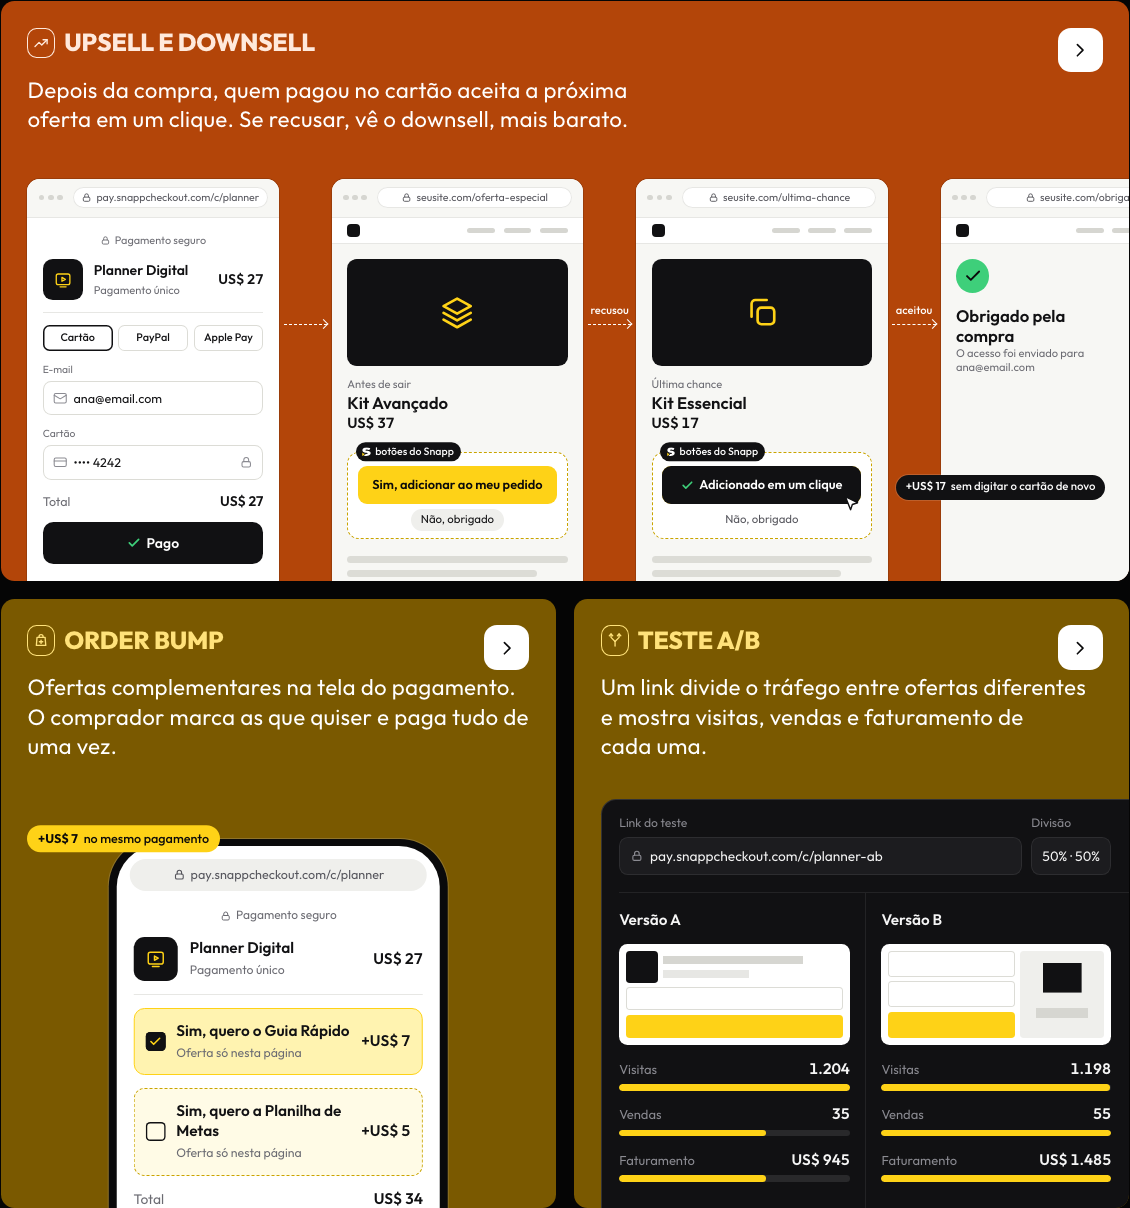 UPSELL E DOWNSELL
Depois da compra, quem pagou no cartão aceita a próxima
oferta em um clique. Se recusar, vê o downsell, mais barato.
pay.snappcheckout.com/c/planner
Pagamento seguro
Planner Digital
Pagamento único
US$ 27
Cartão
PayPal
Apple Pay
E-mail
ana@email.com
Cartão
•••• 4242
Total
US$ 27
Pago
seusite.com/oferta-especial
Antes de sair
Kit Avançado
US$ 37
botões do Snapp
Sim, adicionar ao meu pedido
Não, obrigado
recusou
seusite.com/ultima-chance
Última chance
Kit Essencial
US$ 17
botões do Snapp
Adicionado em um clique
Não, obrigado
aceitou
seusite.com/obriga
Obrigado pela
compra
O acesso foi enviado para
ana@email.com
+US$ 17 sem digitar o cartão de novo
ORDER BUMP
Ofertas complementares na tela do pagamento.
O comprador marca as que quiser e paga tudo de
uma vez.
+US$ 7 no mesmo pagamento
pay.snappcheckout.com/c/planner
Pagamento seguro
Planner Digital
Pagamento único
US$ 27
Sim, quero o Guia Rápido
Oferta só nesta página
+US$ 7
Sim, quero a Planilha de
Metas
Oferta só nesta página
+US$ 5
Total
US$ 34
TESTE A/B
Um link divide o tráfego entre ofertas diferentes
e mostra visitas, vendas e faturamento de
cada uma.
Link do teste
pay.snappcheckout.com/c/planner-ab
Divisão
50% · 50%
Versão A
Visitas
1.204
Vendas
35
Faturamento
US$ 945
Versão B
Visitas
1.198
Vendas
55
Faturamento
US$ 1.485